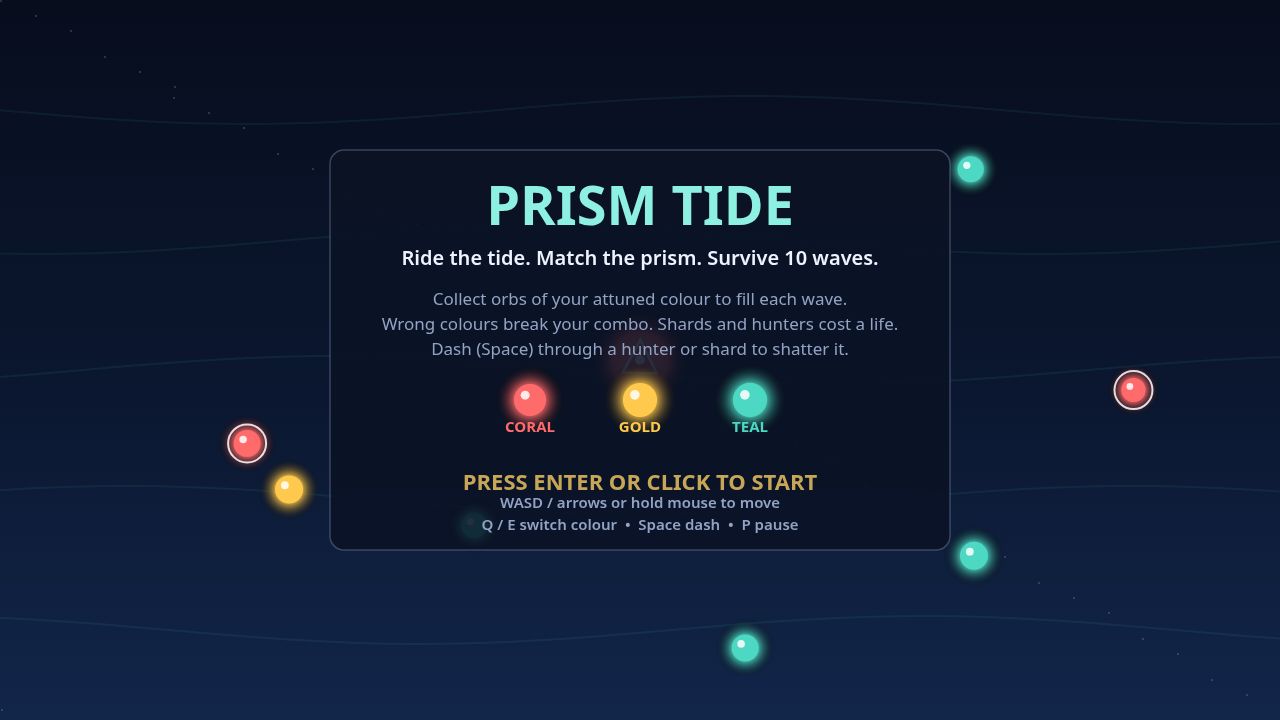 PRISM TIDE
Ride the tide. Match the prism. Survive 10 waves.
Collect orbs of your attuned colour to fill each wave.
Wrong colours break your combo. Shards and hunters cost a life.
Dash (Space) through a hunter or shard to shatter it.
CORAL GOLD TEAL
PRESS ENTER OR CLICK TO START
WASD / arrows or hold mouse to move
Q / E switch colour • Space dash • P pause